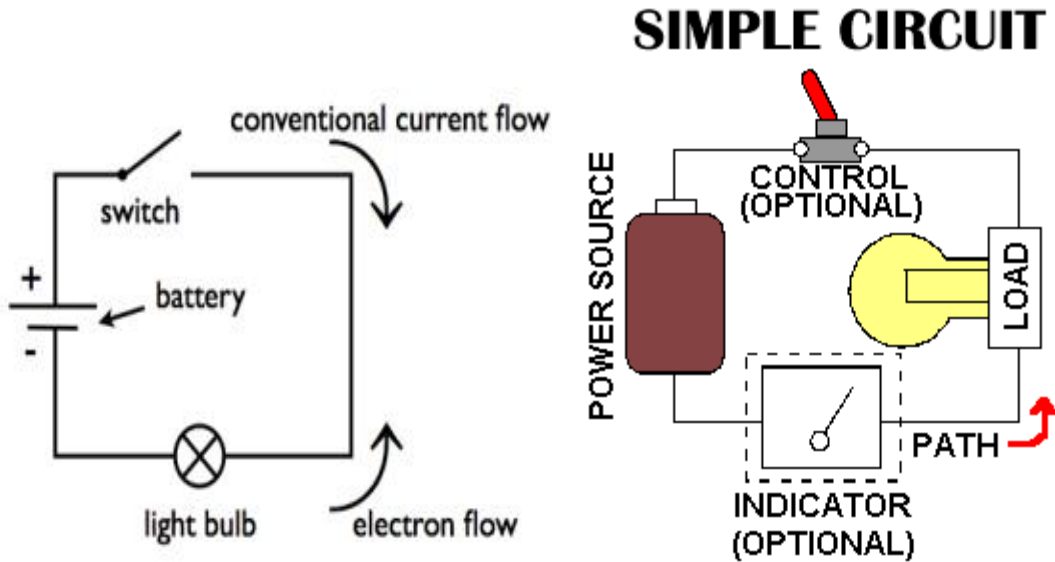 SIMPLE CIRCUIT
conventional current flow
switch
+
battery
-
light bulb
electron flow
POWER SOURCE
CONTROL
(OPTIONAL)
LOAD
PATH
INDICATOR
(OPTIONAL)